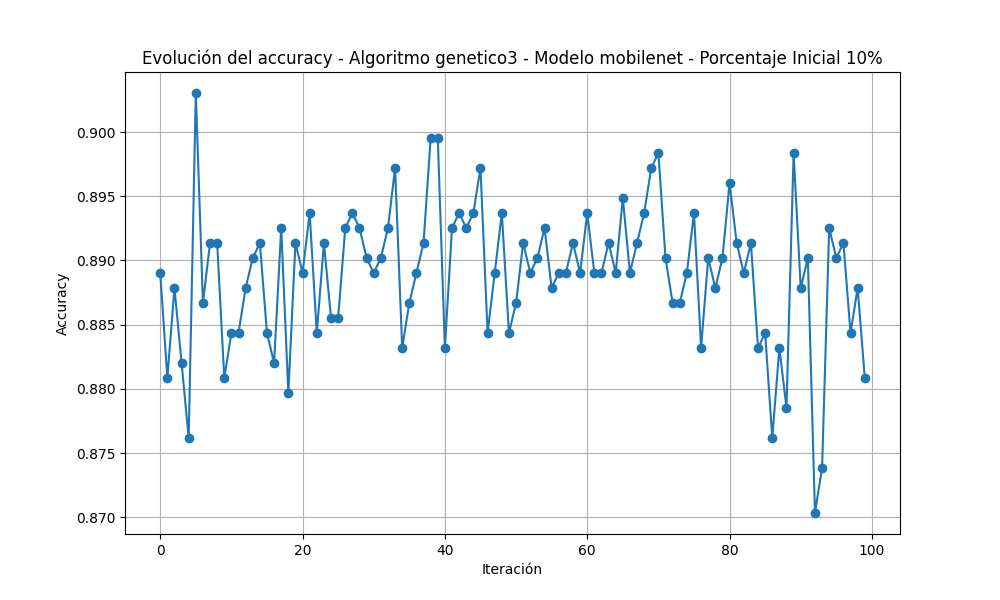 Evolución del accuracy - Algoritmo genetico3 - Modelo mobilenet - Porcentaje Inicial 10%
Accuracy
0.900
0.895
0.890
0.885
0.880
0.875
0.870
0 20 40 60 80 100
Iteración